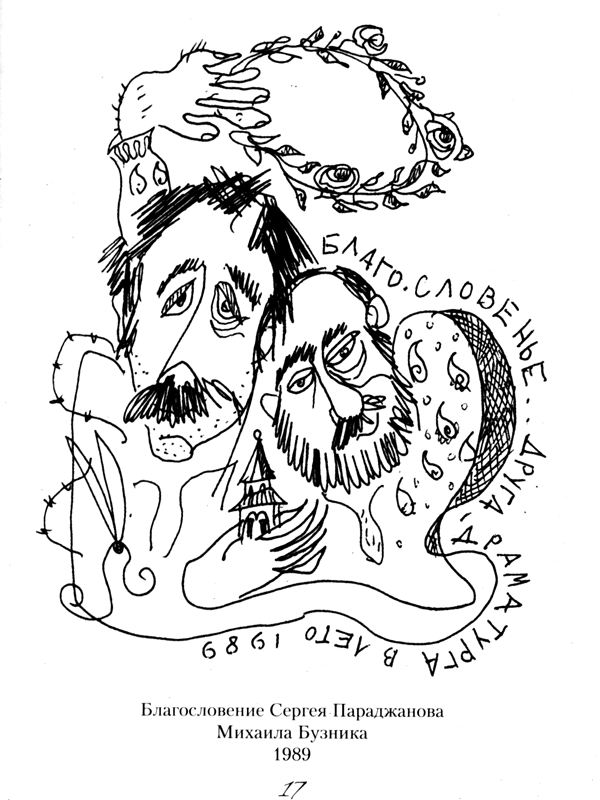 БЛАГО.СЛОВЕНЬЕ.. ДРУГА ДРАМАТУРГА В ЛЕТО 1989
Благословение Сергея Параджанова
Михаила Бузника
1989
17